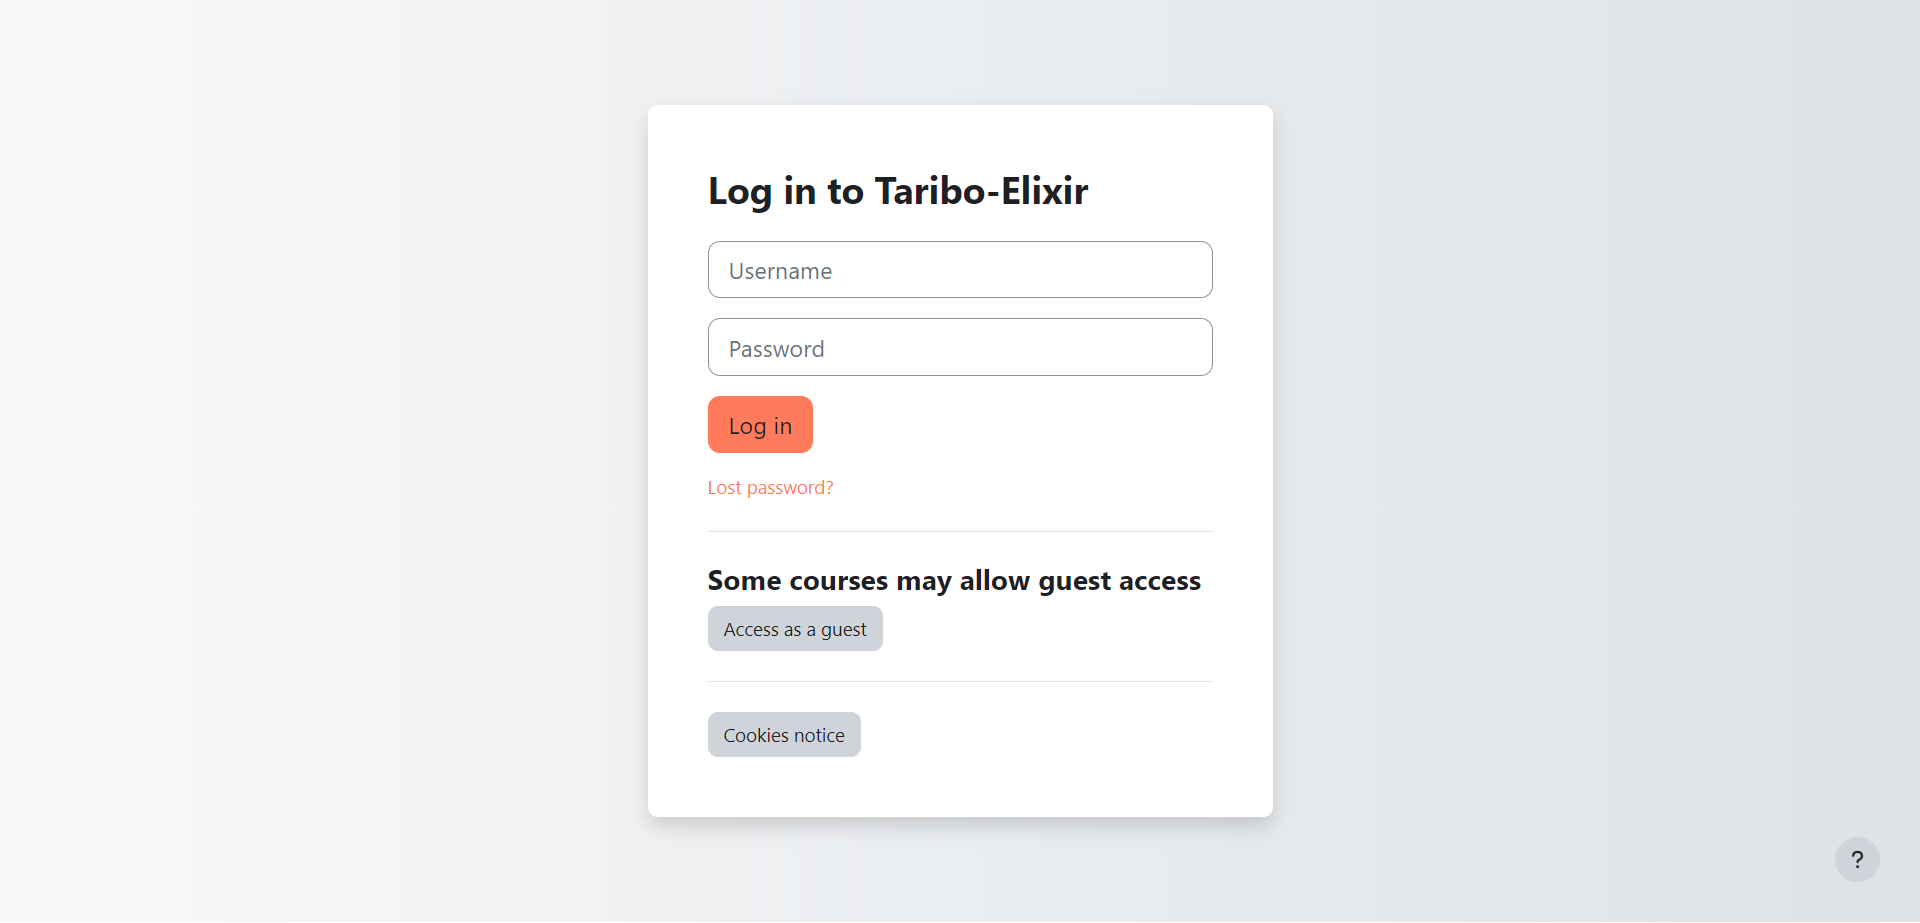 Log in to Taribo-Elixir
Username
Password
Log in
Lost password?
Some courses may allow guest access
Access as a guest
Cookies notice
?